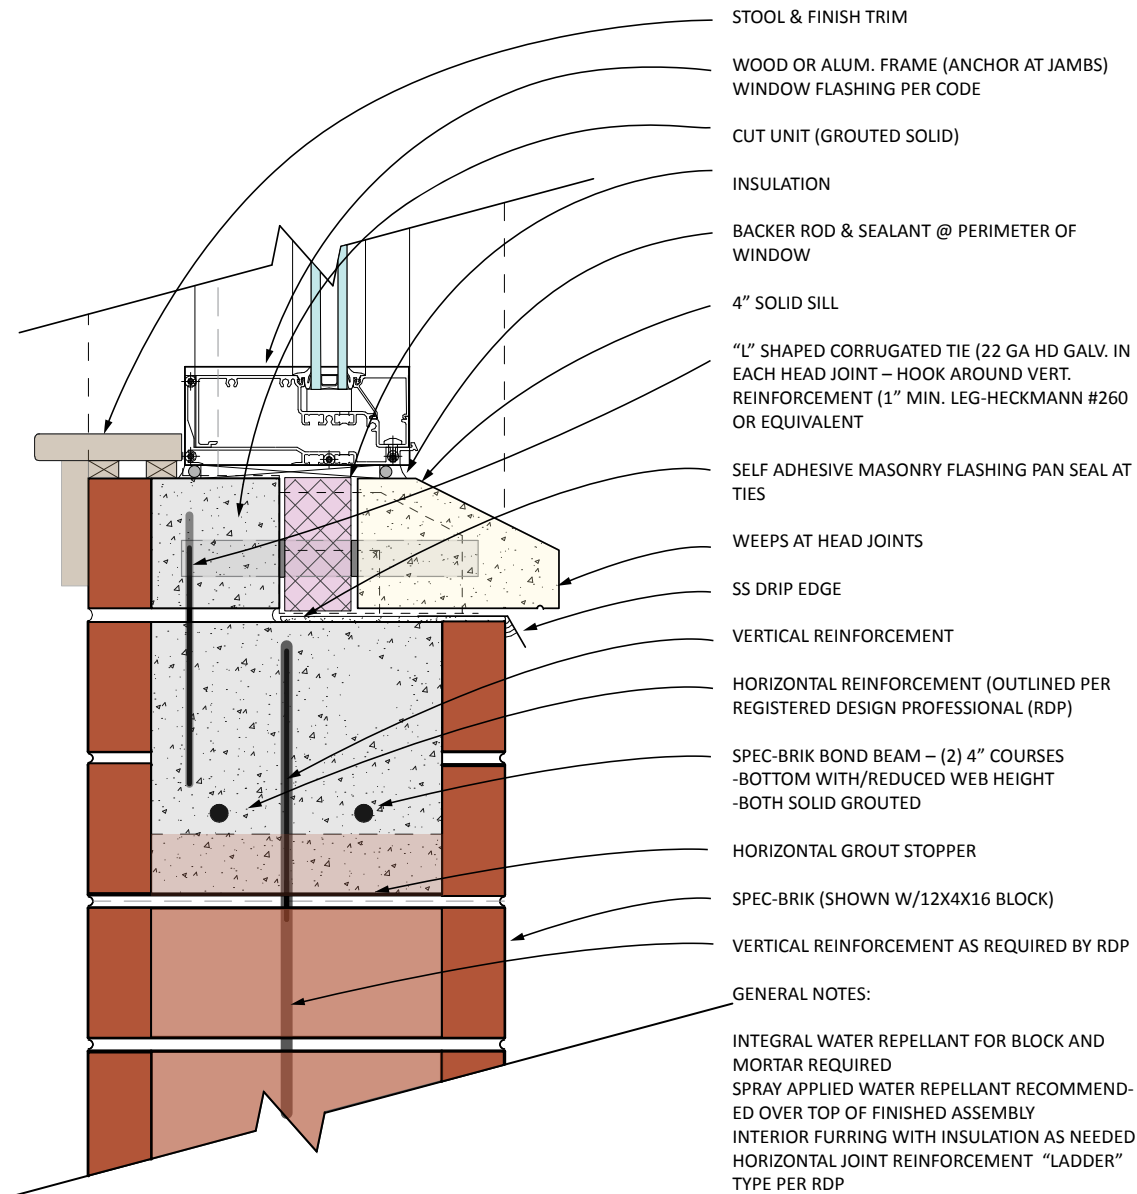 STOOL & FINISH TRIM
WOOD OR ALUM. FRAME (ANCHOR AT JAMBS)
WINDOW FLASHING PER CODE
CUT UNIT (GROUTED SOLID)
INSULATION
BACKER ROD & SEALANT @ PERIMETER OF
WINDOW
4” SOLID SILL
“L” SHAPED CORRUGATED TIE (22 GA HD GALV. IN
EACH HEAD JOINT – HOOK AROUND VERT.
REINFORCEMENT (1” MIN. LEG-HECKMANN #260
OR EQUIVALENT
SELF ADHESIVE MASONRY FLASHING PAN SEAL AT
TIES
WEEPS AT HEAD JOINTS
SS DRIP EDGE
VERTICAL REINFORCEMENT
HORIZONTAL REINFORCEMENT (OUTLINED PER
REGISTERED DESIGN PROFESSIONAL (RDP)
SPEC-BRIK BOND BEAM – (2) 4” COURSES
-BOTTOM WITH/REDUCED WEB HEIGHT
-BOTH SOLID GROUTED
HORIZONTAL GROUT STOPPER
SPEC-BRIK (SHOWN W/12X4X16 BLOCK)
VERTICAL REINFORCEMENT AS REQUIRED BY RDP
GENERAL NOTES:
INTEGRAL WATER REPELLANT FOR BLOCK AND
MORTAR REQUIRED
SPRAY APPLIED WATER REPELLANT RECOMMEND-
ED OVER TOP OF FINISHED ASSEMBLY
INTERIOR FURRING WITH INSULATION AS NEEDED
HORIZONTAL JOINT REINFORCEMENT “LADDER”
TYPE PER RDP